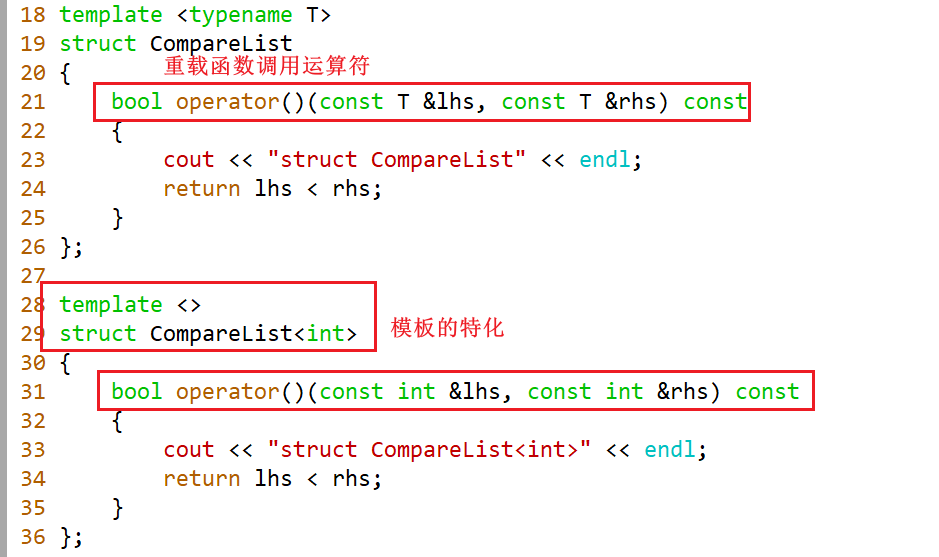 18 template <typename T>
19 struct CompareList
重载函数调用运算符
20 {
21     bool operator()(const T &lhs, const T &rhs) const
22     {
23         cout << "struct CompareList" << endl;
24         return lhs < rhs;
25     }
26 };
27
28 template <>
29 struct CompareList<int>
模板的特化
30 {
31     bool operator()(const int &lhs, const int &rhs) const
32     {
33         cout << "struct CompareList<int>" << endl;
34         return lhs < rhs;
35     }
36 };